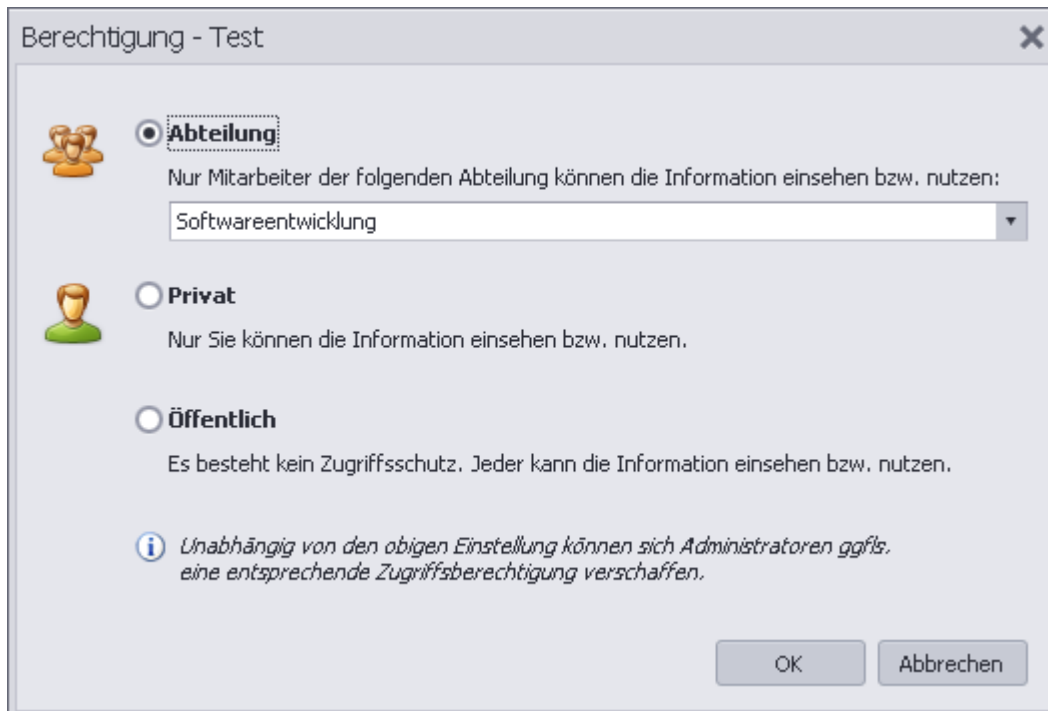 Berechtigung - Test
Abteilung
Nur Mitarbeiter der folgenden Abteilung können die Information einsehen bzw. nutzen:
Softwareentwicklung
Privat
Nur Sie können die Information einsehen bzw. nutzen.
Öffentlich
Es besteht kein Zugriffsschutz. Jeder kann die Information einsehen bzw. nutzen.
Unabhängig von den obigen Einstellung können sich Administratoren ggfls.
eine entsprechende Zugriffsberechtigung verschaffen.
OK Abbrechen